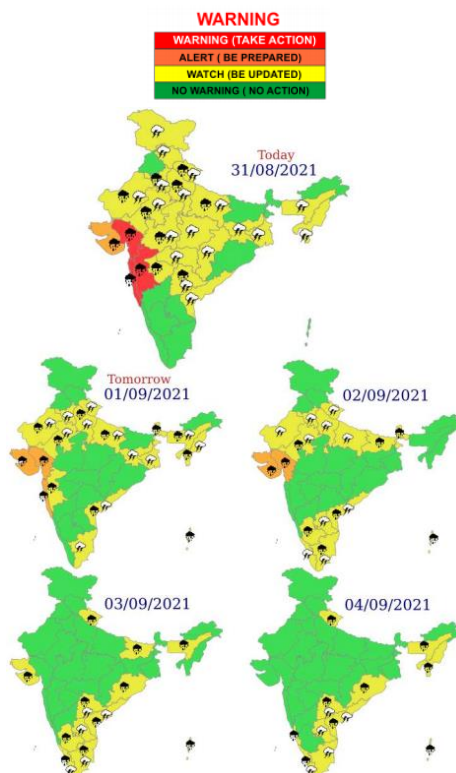 WARNING
WARNING (TAKE ACTION)
ALERT ( BE PREPARED)
WATCH (BE UPDATED)
NO WARNING ( NO ACTION)
Today
31/08/2021
Tomorrow
01/09/2021
02/09/2021
03/09/2021
04/09/2021